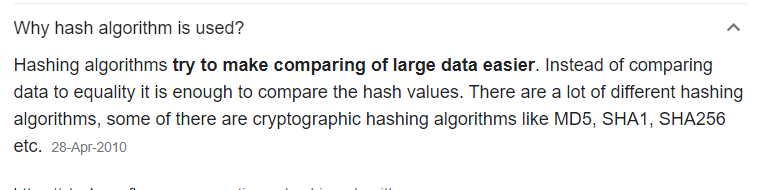 Why hash algorithm is used?
Hashing algorithms try to make comparing of large data easier. Instead of comparing
data to equality it is enough to compare the hash values. There are a lot of different hashing
algorithms, some of there are cryptographic hashing algorithms like MD5, SHA1, SHA256
etc. 28-Apr-2010